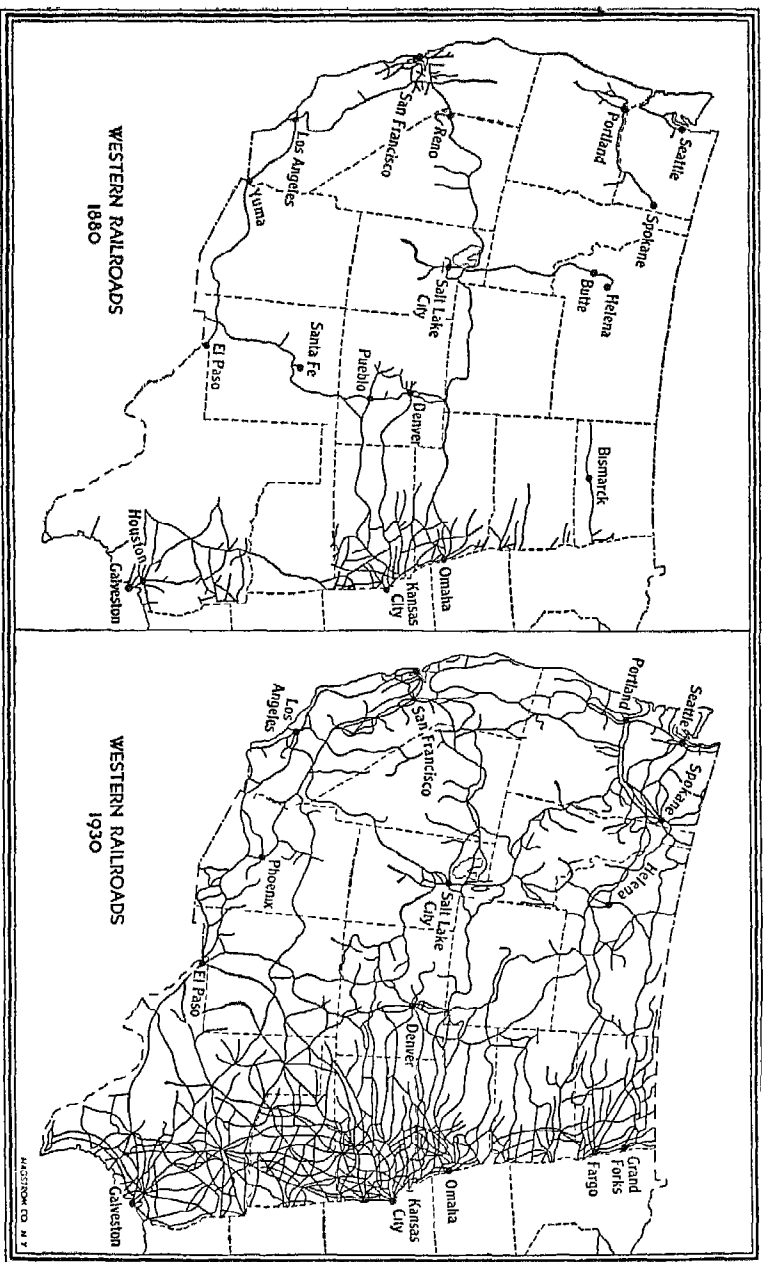 Seattle
Portland
Spokane
Helena
Butte
Bismarck
Reno
San Francisco
Salt Lake
City
Omaha
Denver
Kansas
City
Pueblo
Los Angeles
Santa Fe
Yuma
El Paso
Houston
Galveston
WESTERN RAILROADS
1880
Seattle
Portland
Spokane
Helena
Grand
Forks
Fargo
San Francisco
Salt Lake
City
Omaha
Denver
Kansas
City
Los
Angeles
Phoenix
El Paso
Galveston
WESTERN RAILROADS
1930
HAGSTROM CO N Y